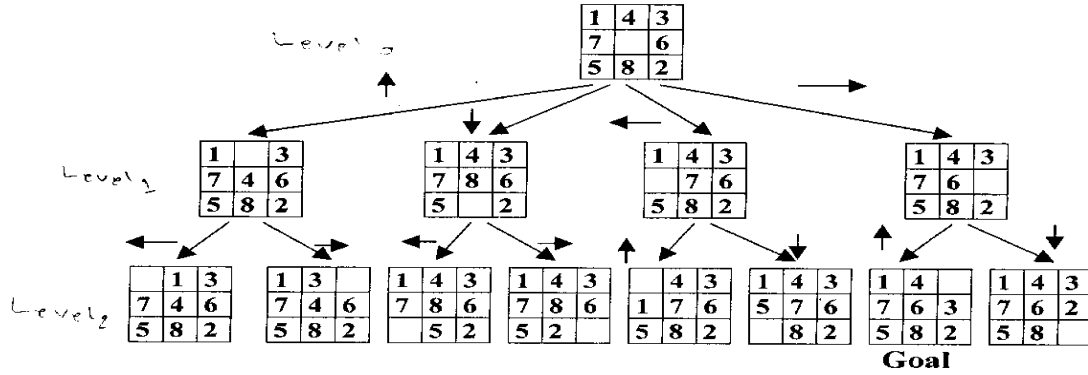 1 4 3
Level 0 7 6
5 8 2
1 3 1 4 3 1 4 3 1 4 3
Level 1 7 4 6 7 8 6 7 6 7 6
5 8 2 5 2 5 8 2 5 8 2
1 3 1 3 1 4 3 1 4 3 4 3 1 4 3 1 4 1 4 3
Level 2 7 4 6 7 4 6 7 8 6 7 8 6 1 7 6 5 7 6 7 6 3 7 6 2
5 8 2 5 8 2 5 2 5 2 5 8 2 8 2 5 8 2 5 8
Goal